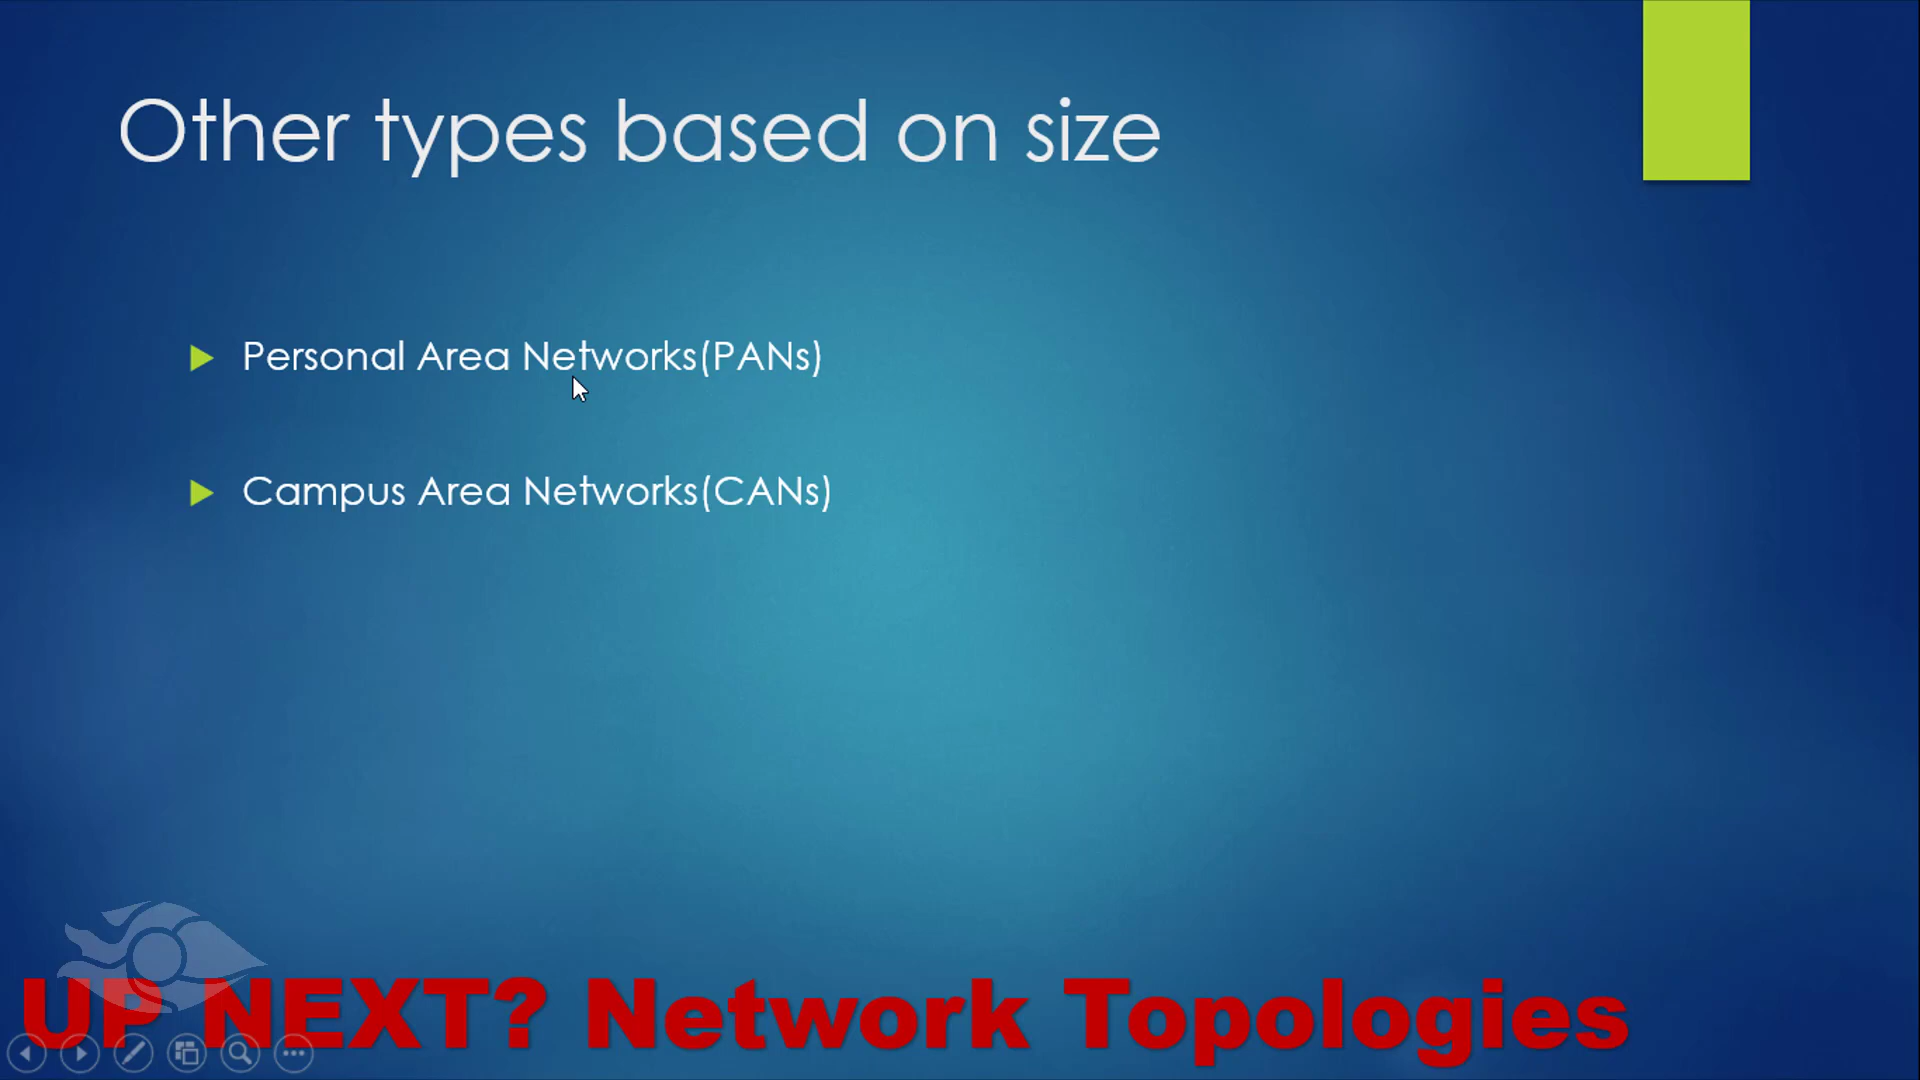 Other types based on size
Personal Area Networks(PANs)
Campus Area Networks(CANs)
UP NEXT? Network Topologies